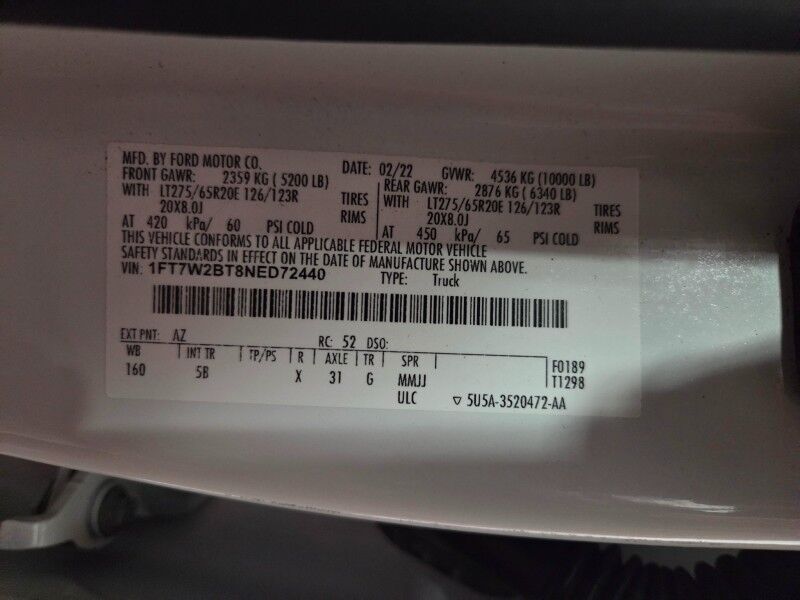 MFD. BY FORD MOTOR CO. DATE: 02/22 GVWR: 4536 KG (10000 LB)
FRONT GAWR: 2359 KG ( 5200 LB) REAR GAWR: 2876 KG ( 6340 LB)
WITH LT275/65R20E 126/123R TIRES WITH LT275/65R20E 126/123R TIRES
20X8.0J RIMS 20X8.0J RIMS
AT 420 kPa/ 60 PSI COLD AT 450 kPa/ 65 PSI COLD
THIS VEHICLE CONFORMS TO ALL APPLICABLE FEDERAL MOTOR VEHICLE
SAFETY STANDARDS IN EFFECT ON THE DATE OF MANUFACTURE SHOWN ABOVE.
VIN: 1FT7W2BT8NED72440 TYPE: Truck
EXT PNT: AZ RC: 52 DSO:
WB INT TR TP/PS R AXLE TR SPR F0189
160 5B X 31 G MMJJ T1298
ULC ▽ 5U5A-3520472-AA